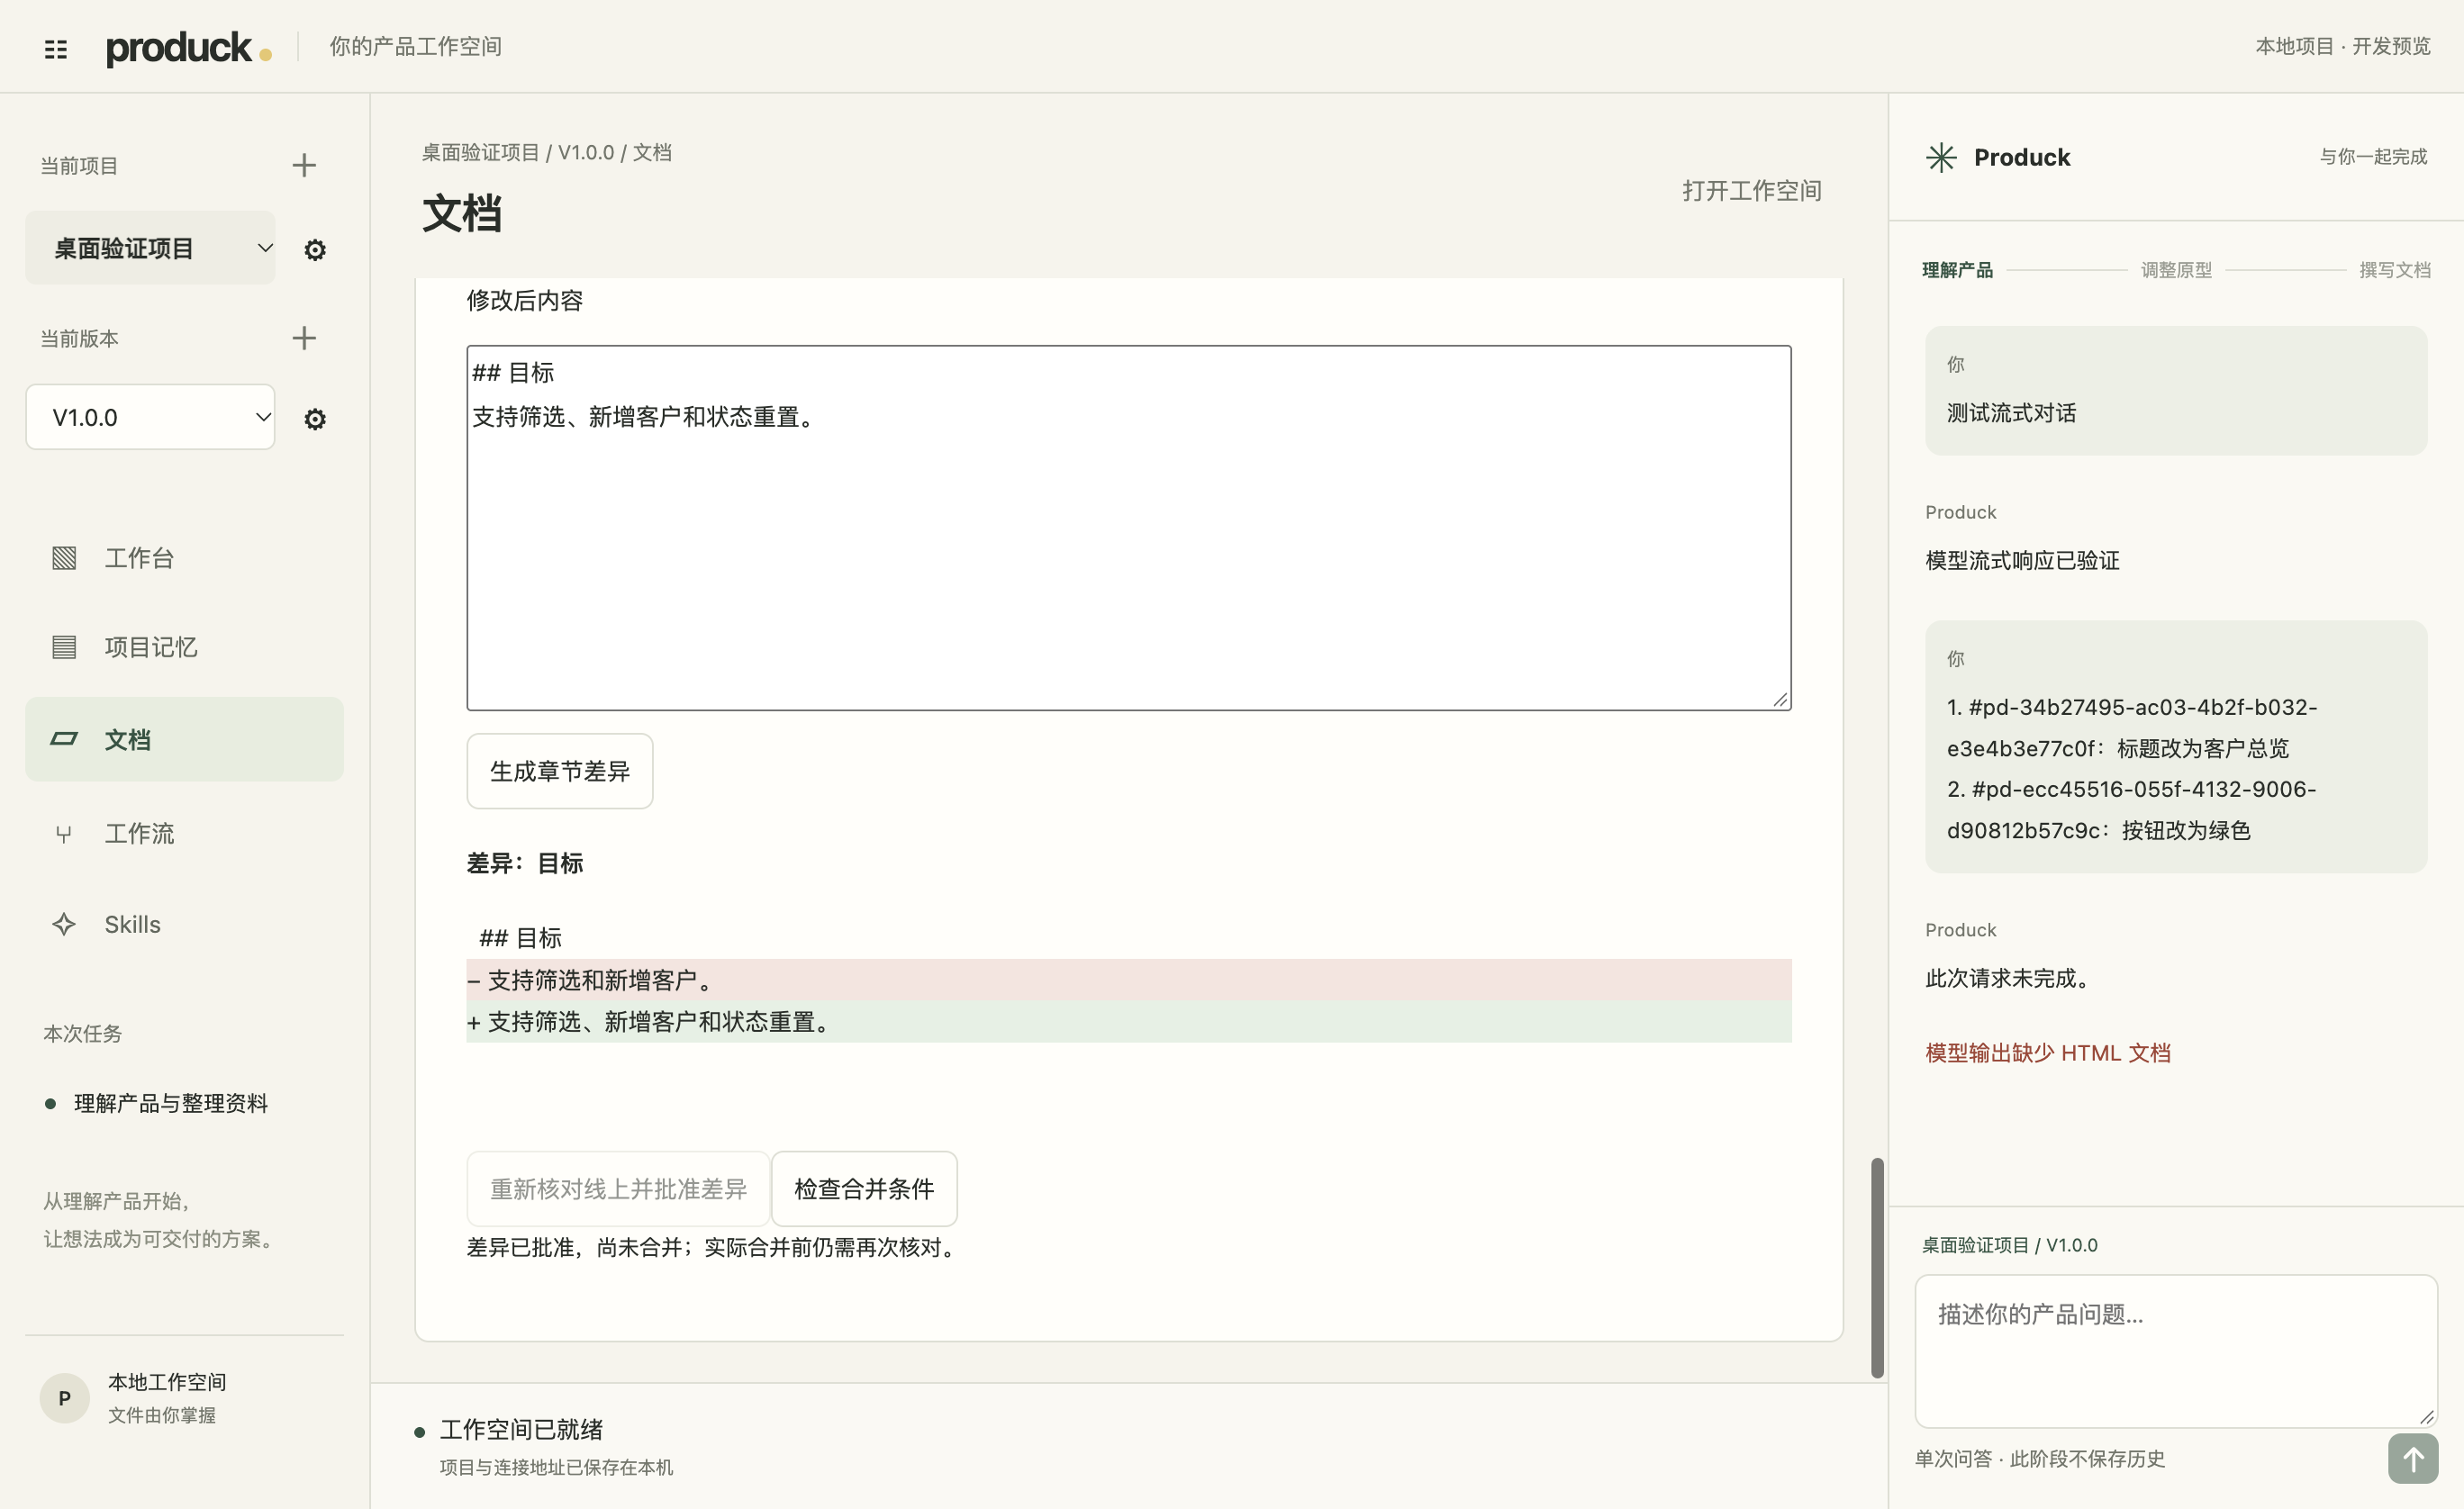 produck
你的产品工作空间
本地项目 · 开发预览
当前项目
桌面验证项目
当前版本
V1.0.0
工作台
项目记忆
文档
工作流
Skills
本次任务
理解产品与整理资料
从理解产品开始，
让想法成为可交付的方案。
P
本地工作空间
文件由你掌握
桌面验证项目 / V1.0.0 / 文档
文档
打开工作空间
修改后内容
## 目标
支持筛选、新增客户和状态重置。
生成章节差异
差异：目标
## 目标
− 支持筛选和新增客户。
+ 支持筛选、新增客户和状态重置。
重新核对线上并批准差异
检查合并条件
差异已批准，尚未合并；实际合并前仍需再次核对。
工作空间已就绪
项目与连接地址已保存在本机
Produck
与你一起完成
理解产品
调整原型
撰写文档
你
测试流式对话
Produck
模型流式响应已验证
你
1. #pd-34b27495-ac03-4b2f-b032-
e3e4b3e77c0f：标题改为客户总览
2. #pd-ecc45516-055f-4132-9006-
d90812b57c9c：按钮改为绿色
Produck
此次请求未完成。
模型输出缺少 HTML 文档
桌面验证项目 / V1.0.0
描述你的产品问题...
单次问答 · 此阶段不保存历史